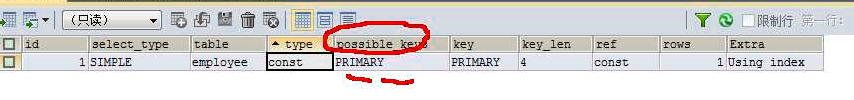 (只读) 限制行 第一行:
id select_type table type possible_keys key key_len ref rows Extra
1 SIMPLE employee const PRIMARY PRIMARY 4 const 1 Using index